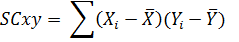 SCxy = ∑(Xᵢ − X̄)(Yᵢ − Ȳ)